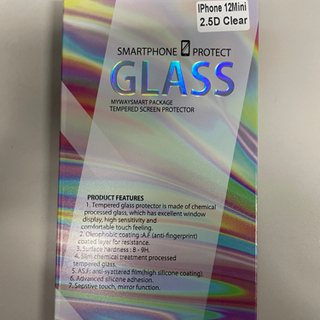 IPhone 12Mini
2.5D Clear
SMARTPHONE PROTECT
GLASS
MYWAYSMART PACKAGE
TEMPERED SCREEN PROTECTOR
PRODUCT FEATURES
1. Tempered glass protector is made of chemical
processed glass, which has excellent window
display, high sensitivity and
comfortable touch feeling.
2. Oleophobic coating :A.F (anti-fingerprint)
coated layer for resistance.
3. Surface hardness : 8 - 9H.
4. Slim chemical treatment processed
tempered glass.
5. A.S.F: anti-syattered film(high silicone coating).
6. Advanced silicone adhesion.
7. Sepstive touch, mirror function.